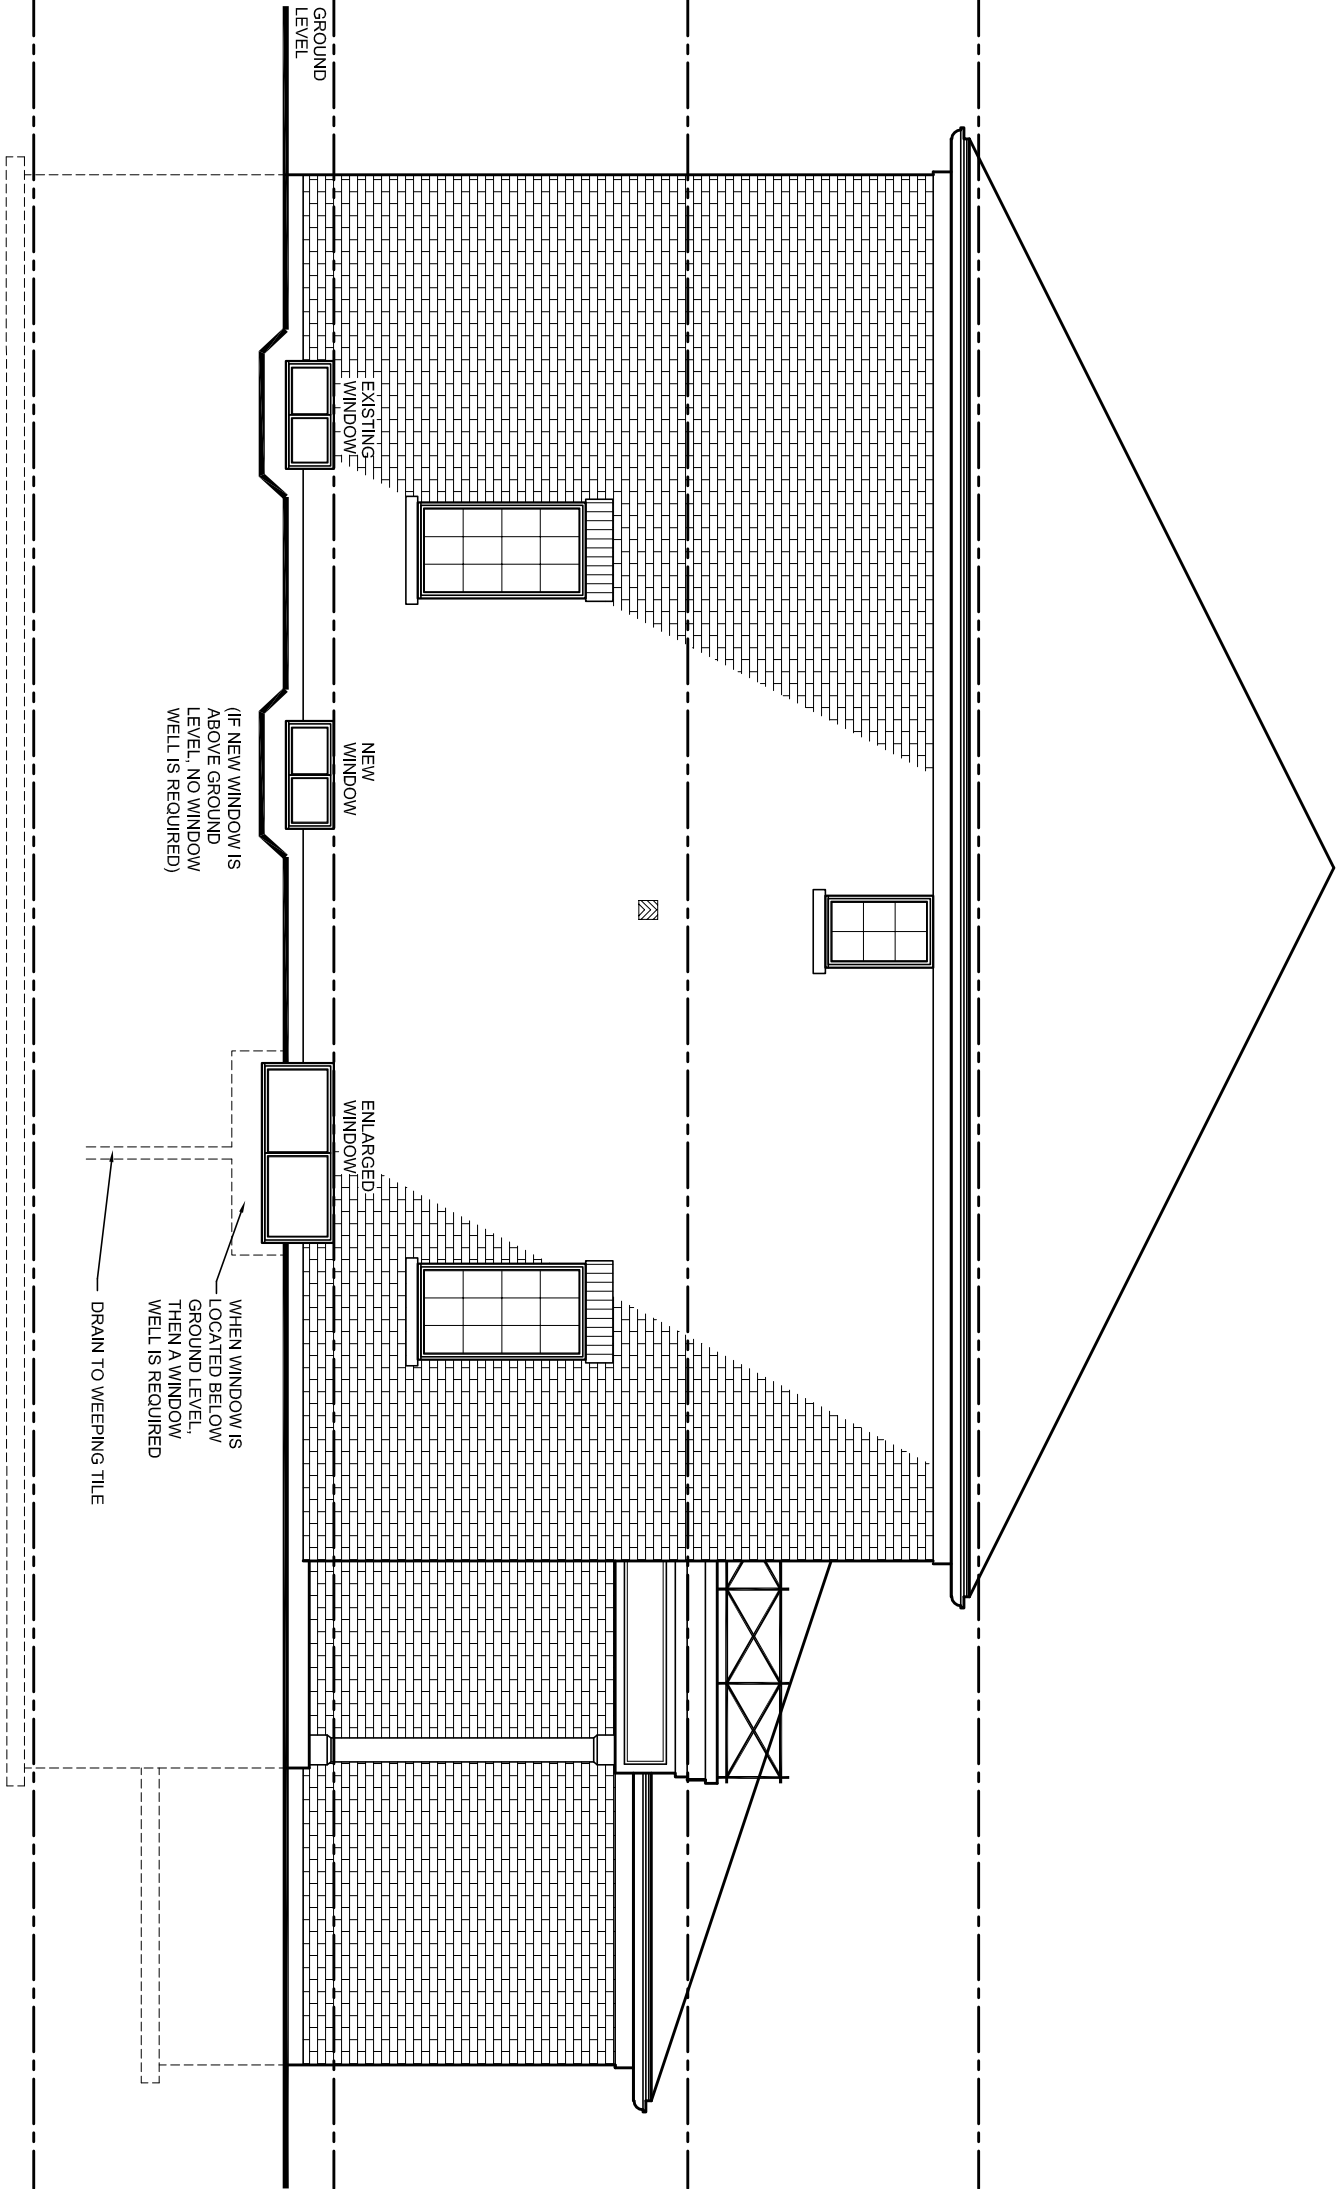 GROUND
LEVEL
EXISTING
WINDOW
NEW
WINDOW
ENLARGED
WINDOW
(IF NEW WINDOW IS
ABOVE GROUND
LEVEL, NO WINDOW
WELL IS REQUIRED)
WHEN WINDOW IS
LOCATED BELOW
GROUND LEVEL,
THEN A WINDOW
WELL IS REQUIRED
DRAIN TO WEEPING TILE